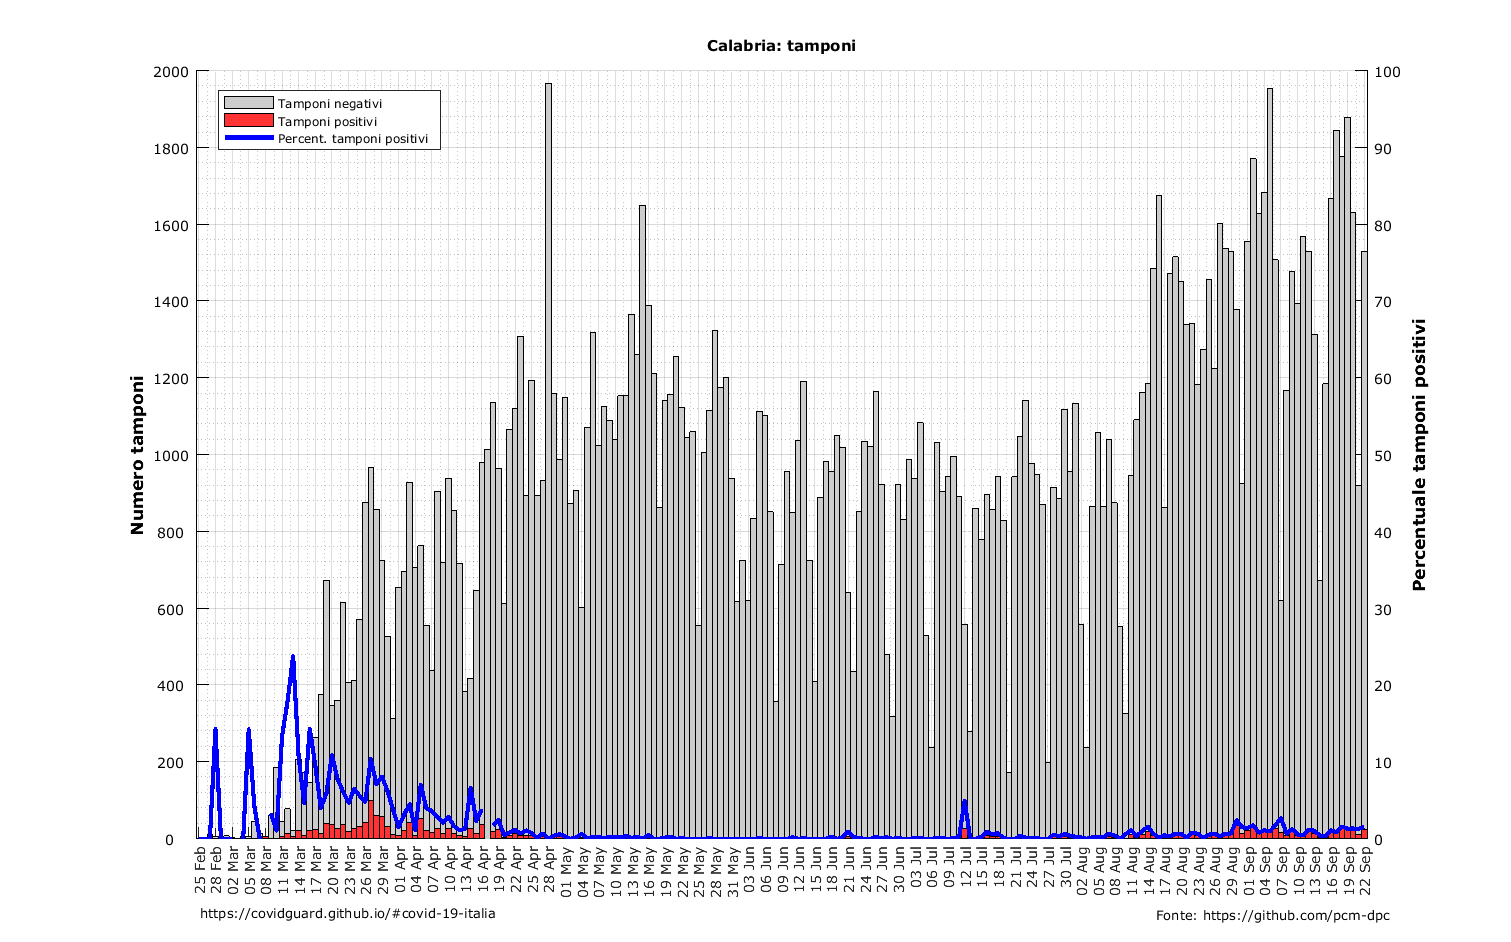 Calabria: tamponi
Tamponi negativi
Tamponi positivi
Percent. tamponi positivi
Numero tamponi
2000
1800
1600
1400
1200
1000
800
600
400
200
0
Percentuale tamponi positivi
100
90
80
70
60
50
40
30
20
10
0
25 Feb
28 Feb
02 Mar
05 Mar
08 Mar
11 Mar
14 Mar
17 Mar
20 Mar
23 Mar
26 Mar
29 Mar
01 Apr
04 Apr
07 Apr
10 Apr
13 Apr
16 Apr
19 Apr
22 Apr
25 Apr
28 Apr
01 May
04 May
07 May
10 May
13 May
16 May
19 May
22 May
25 May
28 May
31 May
03 Jun
06 Jun
09 Jun
12 Jun
15 Jun
18 Jun
21 Jun
24 Jun
27 Jun
30 Jun
03 Jul
06 Jul
09 Jul
12 Jul
15 Jul
18 Jul
21 Jul
24 Jul
27 Jul
30 Jul
02 Aug
05 Aug
08 Aug
11 Aug
14 Aug
17 Aug
20 Aug
23 Aug
26 Aug
29 Aug
01 Sep
04 Sep
07 Sep
10 Sep
13 Sep
16 Sep
19 Sep
22 Sep
https://covidguard.github.io/#covid-19-italia
Fonte: https://github.com/pcm-dpc